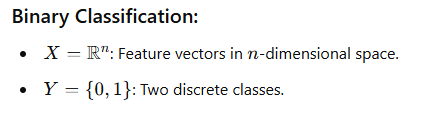 Binary Classification:
• X = ℝⁿ: Feature vectors in n-dimensional space.
• Y = {0, 1}: Two discrete classes.